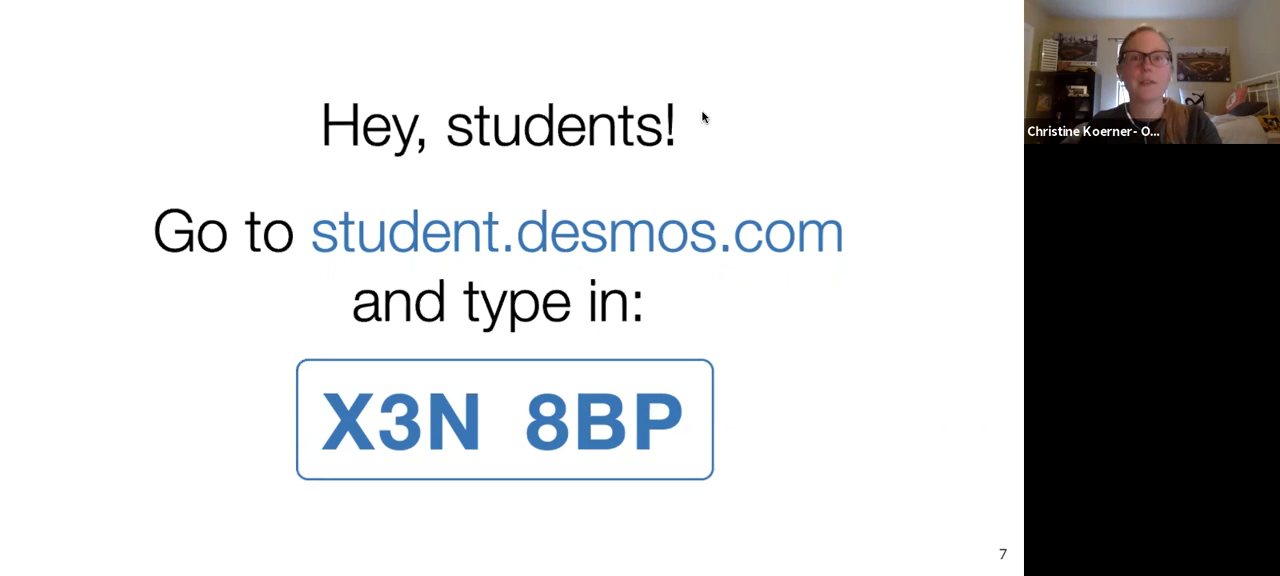 Hey, students!
Go to student.desmos.com
and type in:
X3N 8BP
7
Christine Koerner- O...